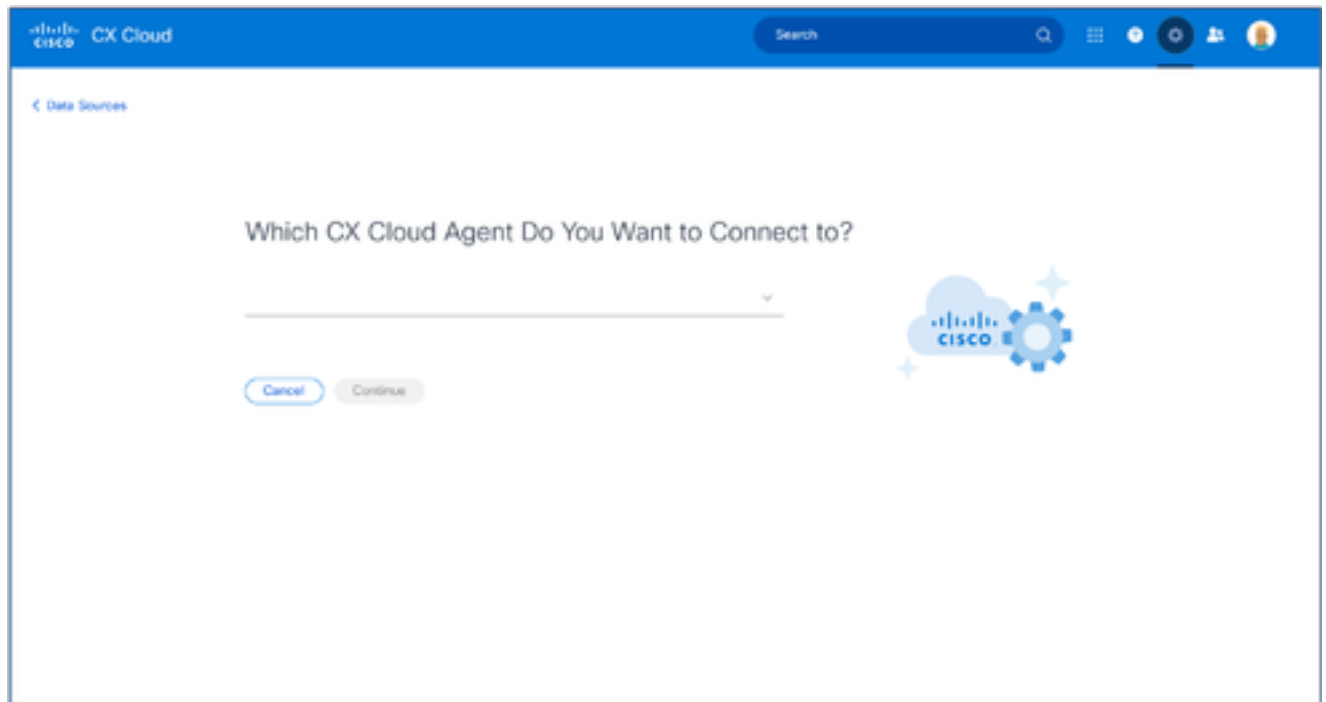 CISCO CX Cloud
Search
Data Sources
Which CX Cloud Agent Do You Want to Connect to?
CISCO
Cancel
Continue